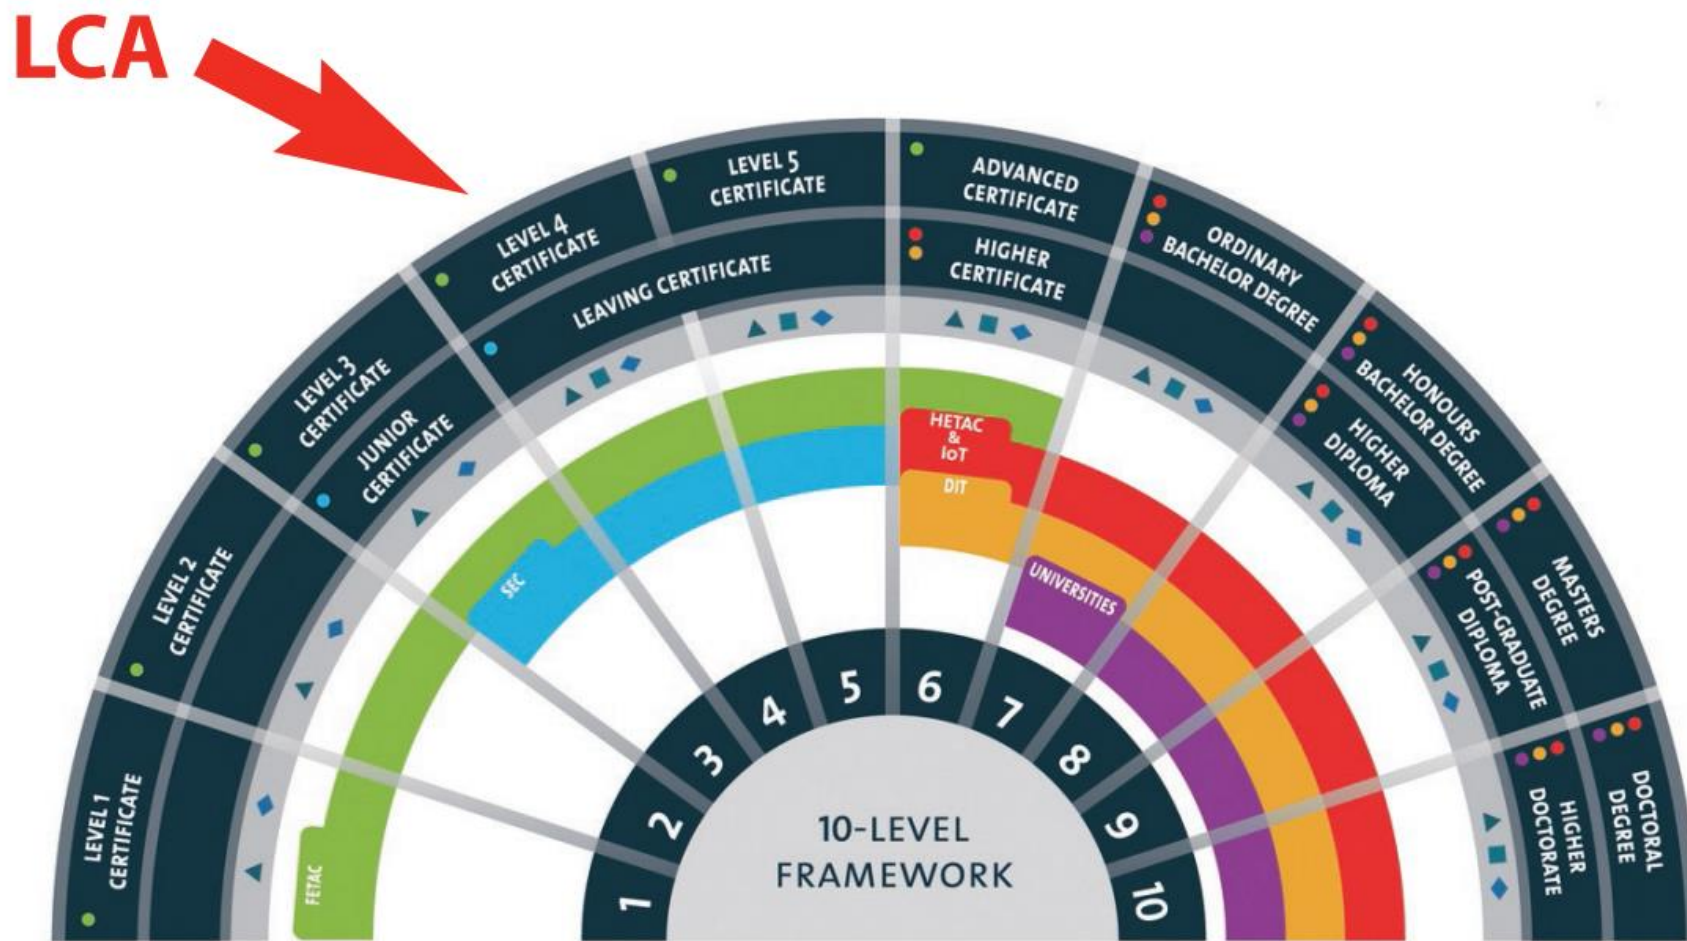 LCA
LEVEL 1
CERTIFICATE
LEVEL 2
CERTIFICATE
LEVEL 3
CERTIFICATE
JUNIOR
CERTIFICATE
LEVEL 4
CERTIFICATE
LEVEL 5
CERTIFICATE
LEAVING CERTIFICATE
ADVANCED
CERTIFICATE
HIGHER
CERTIFICATE
ORDINARY
BACHELOR DEGREE
HONOURS
BACHELOR DEGREE
HIGHER
DIPLOMA
MASTERS
DEGREE
POST-GRADUATE
DIPLOMA
DOCTORAL
DEGREE
HIGHER
DOCTORATE
FETAC
SEC
HETAC
&
IoT
DIT
UNIVERSITIES
1
2
3
4
5
6
7
8
9
10
10-LEVEL
FRAMEWORK